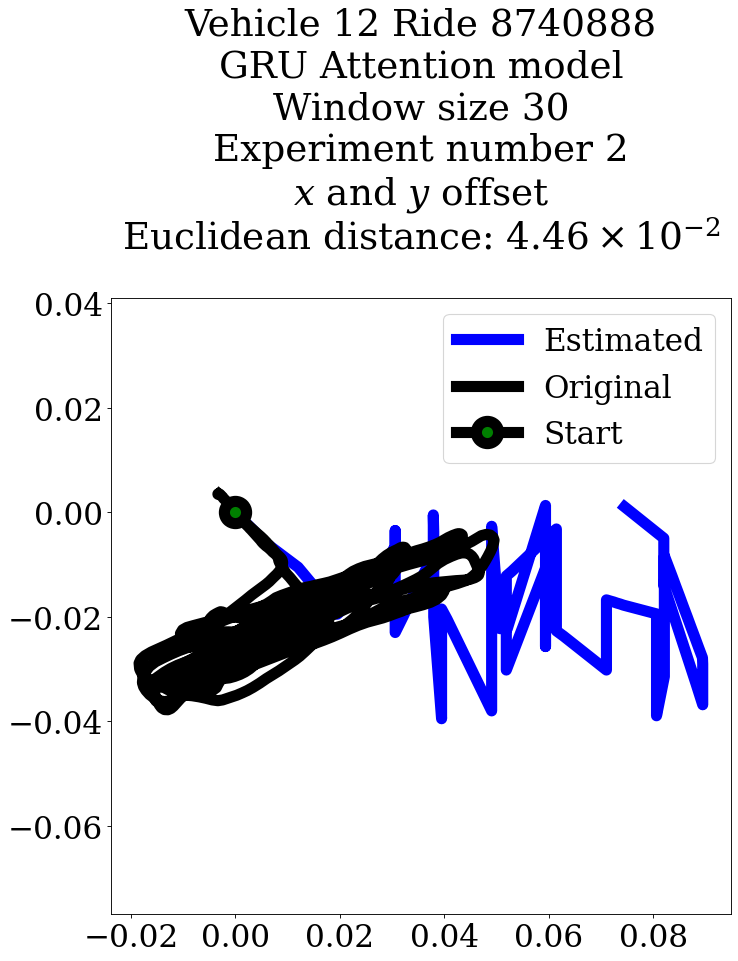 Vehicle 12 Ride 8740888
GRU Attention model
Window size 30
Experiment number 2
x and y offset
Euclidean distance: 4.46 × 10⁻²
0.04
0.02
0.00
−0.02
−0.04
−0.06
Estimated
Original
Start
−0.02 0.00 0.02 0.04 0.06 0.08